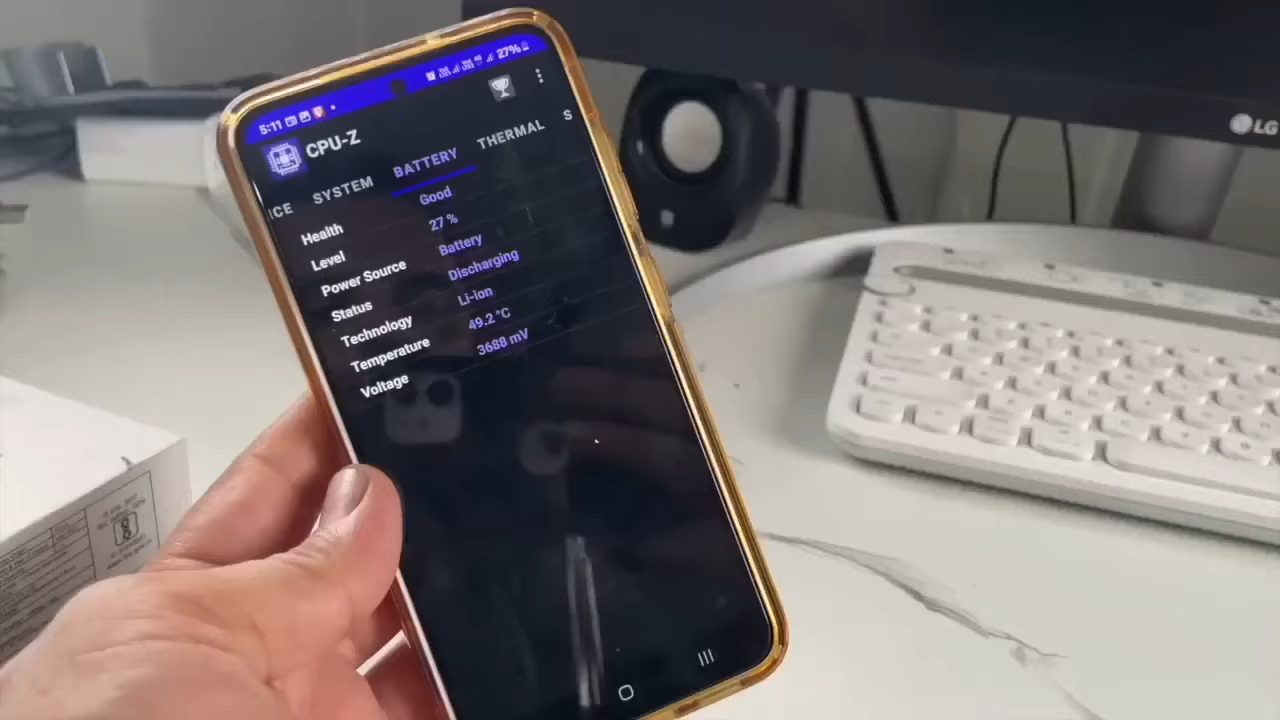 5:11 27%
CPU-Z
ICE SYSTEM BATTERY THERMAL S
Health Good
Level 27 %
Power Source Battery
Status Discharging
Technology Li-ion
Temperature 49.2 °C
Voltage 3688 mV
LG